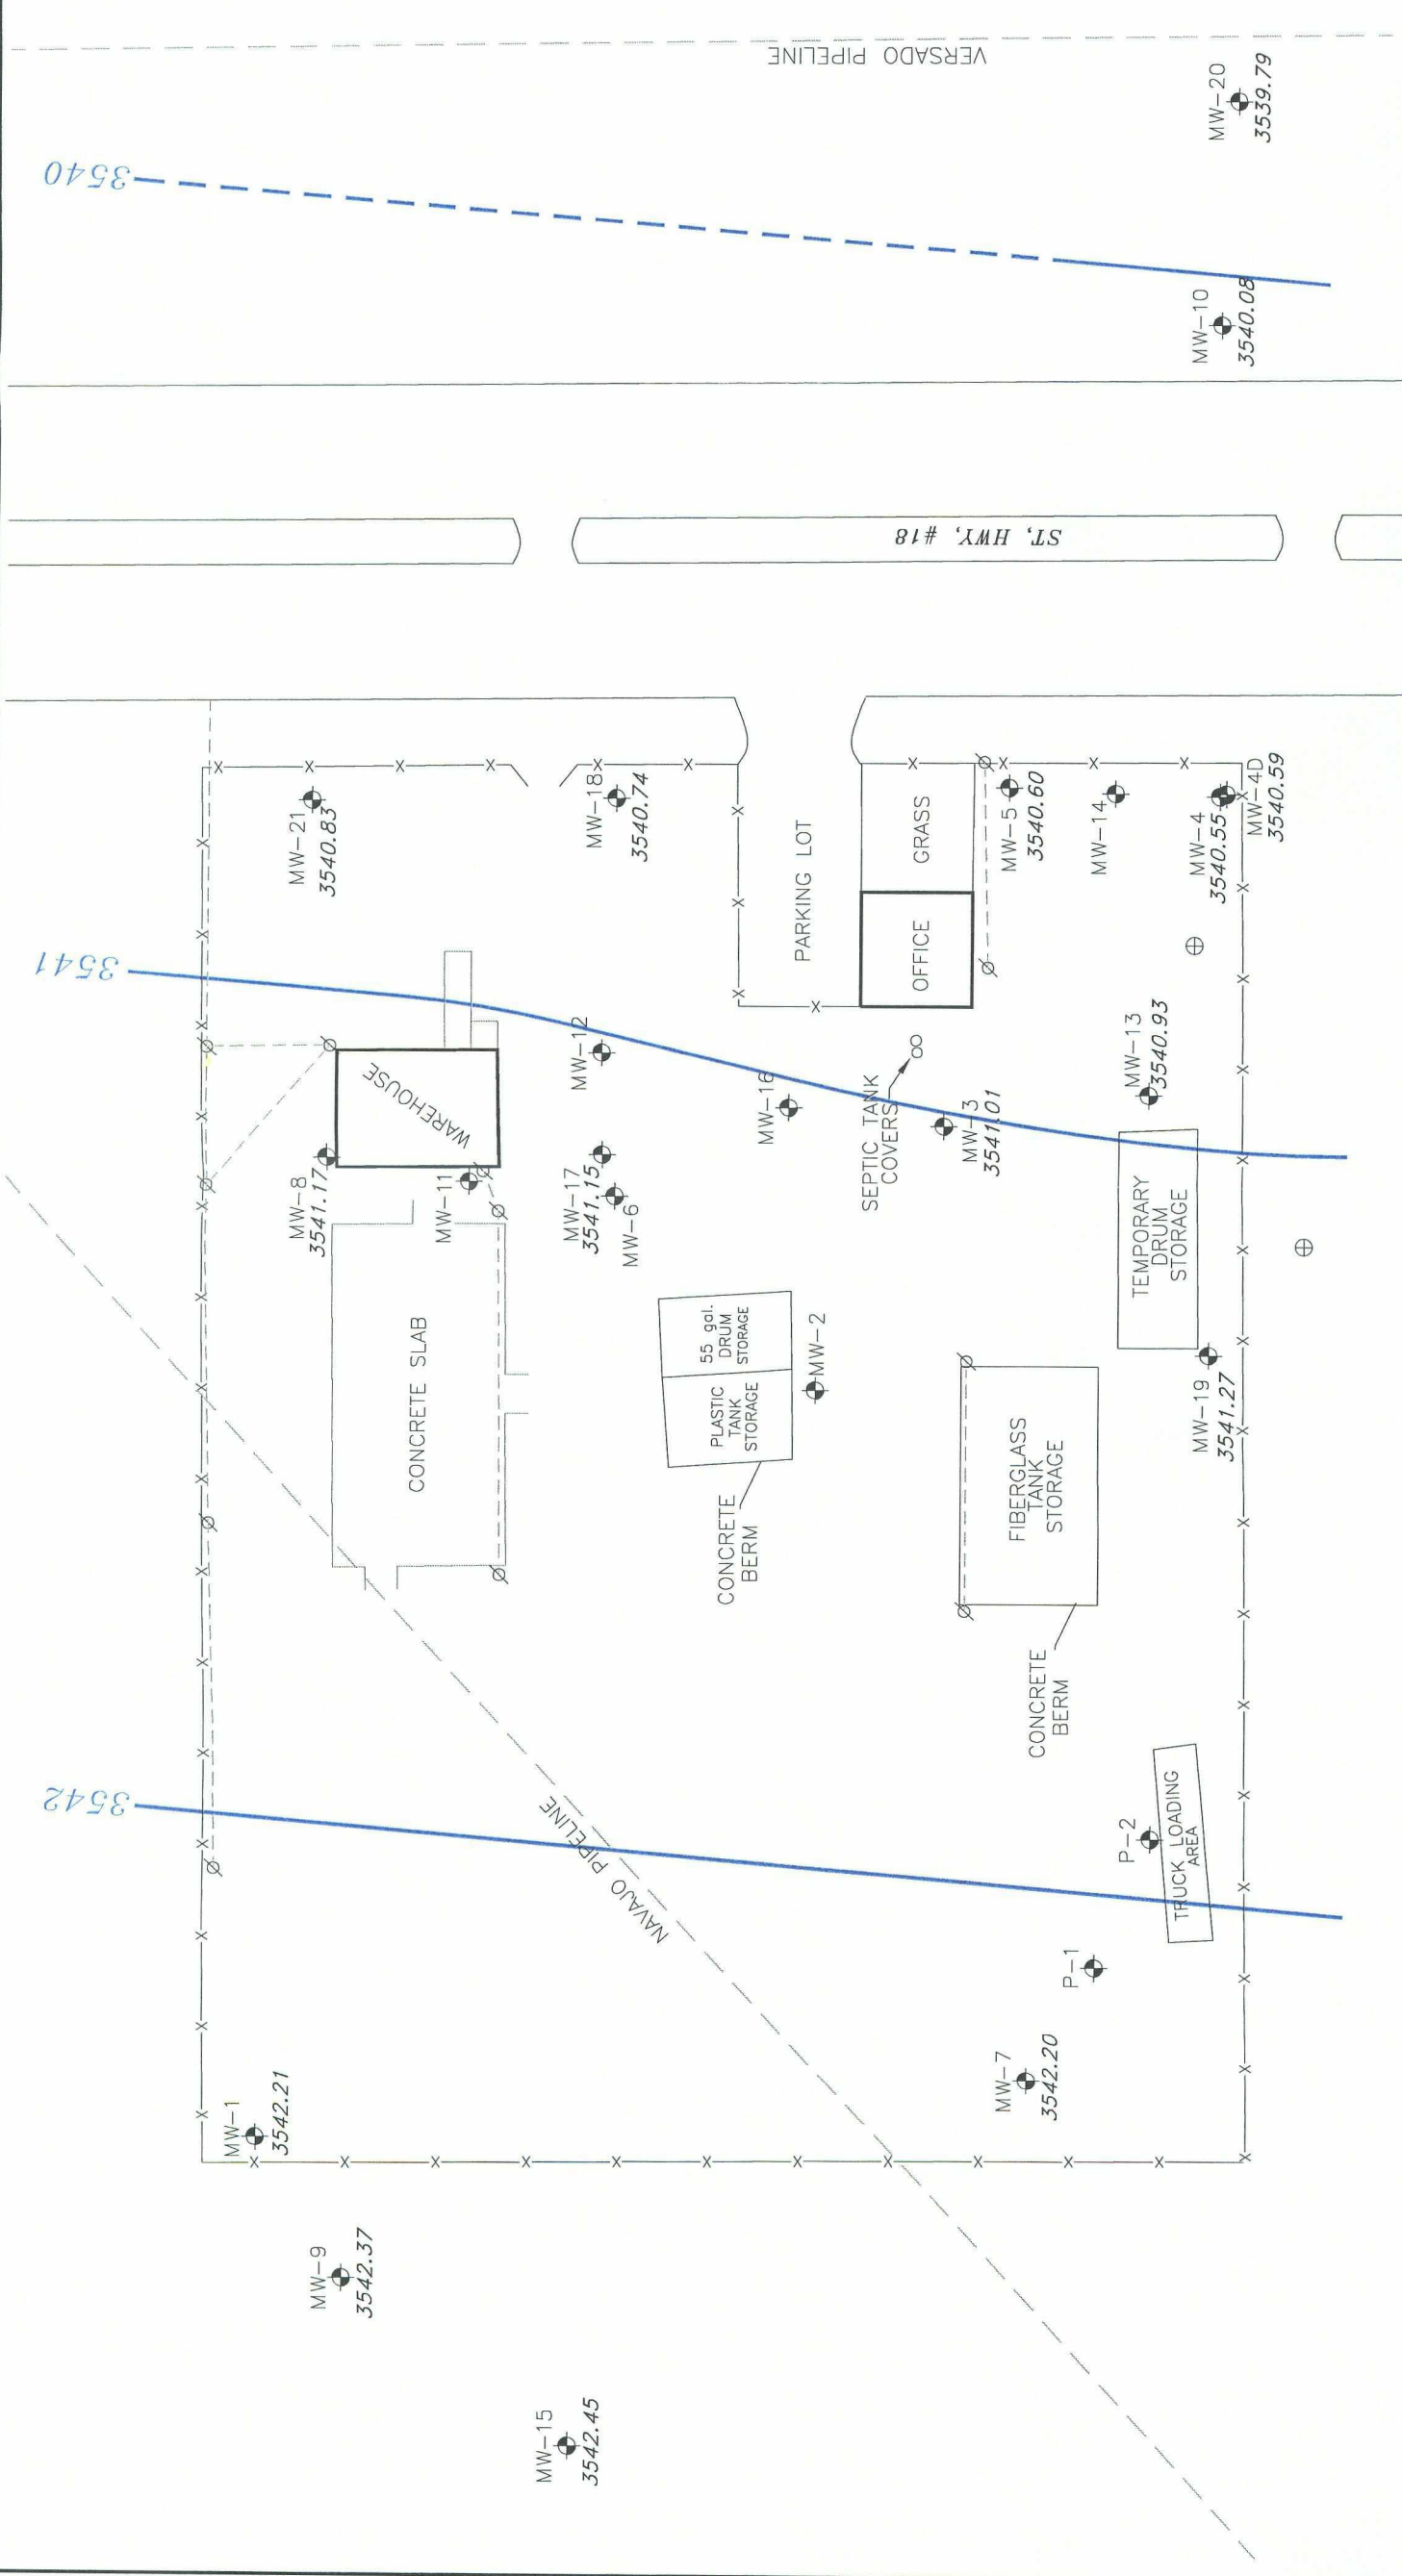 VERSADO PIPELINE
MW-20
3539.79
3540
MW-10
3540.08
ST, HWY, #18
MW-21
3540.83
MW-18
3540.74
PARKING LOT
GRASS
OFFICE
MW-5
3540.60
MW-14
MW-4
3540.55
MW-4D
3540.59
3541
WAREHOUSE
MW-12
MW-16
SEPTIC TANK
COVERS
MW-3
3541.01
MW-13
3540.93
MW-8
3541.17
MW-11
MW-17
3541.15
MW-6
TEMPORARY
DRUM
STORAGE
CONCRETE SLAB
55 gal.
DRUM
STORAGE
PLASTIC
TANK
STORAGE
MW-2
CONCRETE
BERM
FIBERGLASS
TANK
STORAGE
MW-19
3541.27
CONCRETE
BERM
3542
NAVAJO PIPELINE
P-2
TRUCK LOADING
AREA
P-1
MW-1
3542.21
MW-7
3542.20
MW-9
3542.37
MW-15
3542.45